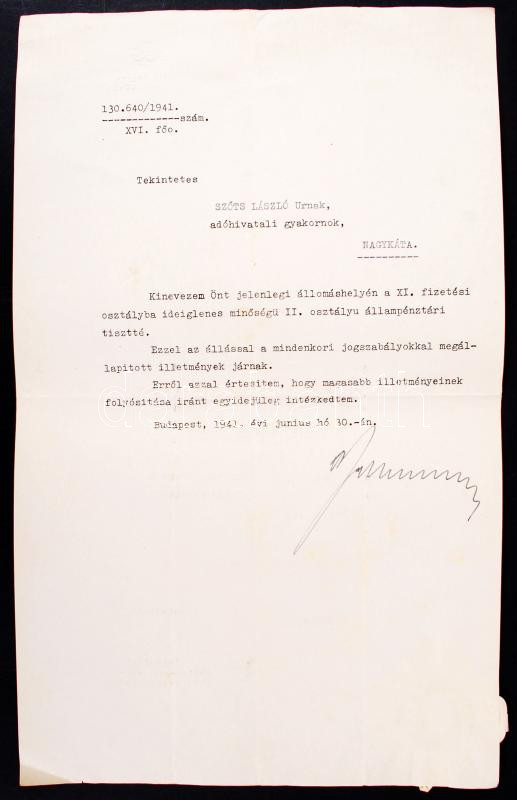 130.640/1941.
-------------szám.
XVI. főo.
Tekintetes
SZŐTS LÁSZLÓ Urnak,
adóhivatali gyakornok,
NAGYKÁTA.
----------
Kinevezem Önt jelenlegi állomáshelyén a XI. fizetési
osztályba ideiglenes minőségü II. osztályu állampénztári
tisztté.
Ezzel az állással a mindenkori jogszabályokkal megál-
lapitott illetmények járnak.
Erről azzal értesitem, hogy magasabb illetményeinek
folyósitása iránt egyidejüleg intézkedtem.
Budapest, 1941. évi junius hó 30.-án.